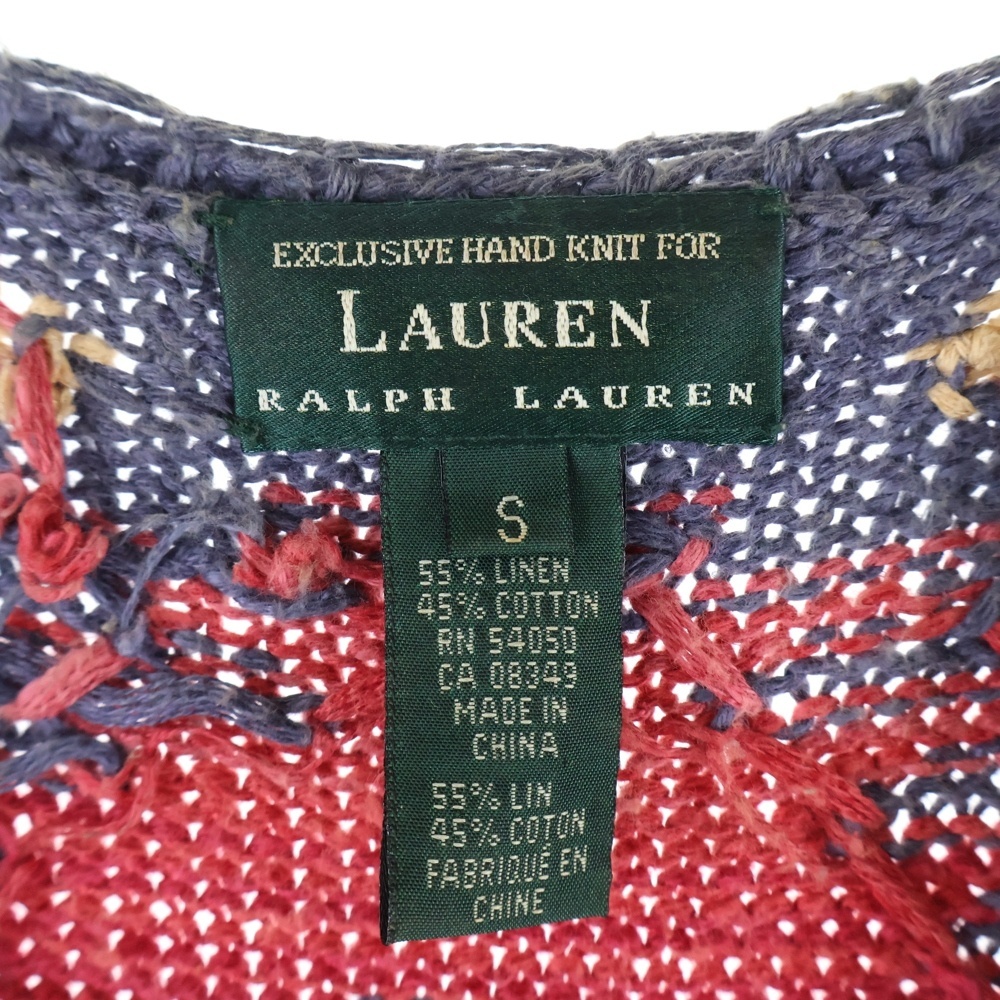 EXCLUSIVE HAND KNIT FOR
LAUREN
RALPH LAUREN
S
55% LINEN
45% COTTON
RN 54050
CA 08349
MADE IN
CHINA
55% LIN
45% COTON
FABRIQUÉ EN
CHINE